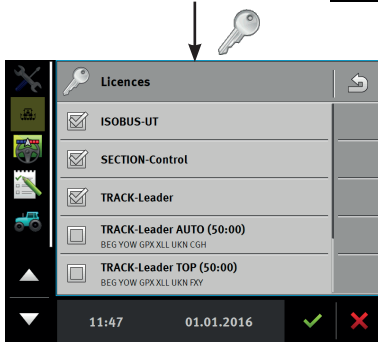 Licences
ISOBUS-UT
SECTION-Control
TRACK-Leader
TRACK-Leader AUTO (50:00)
BEG YOW GPX XLL UKN CGH
TRACK-Leader TOP (50:00)
BEG YOW GPX XLL UKN FXY
11:47 01.01.2016